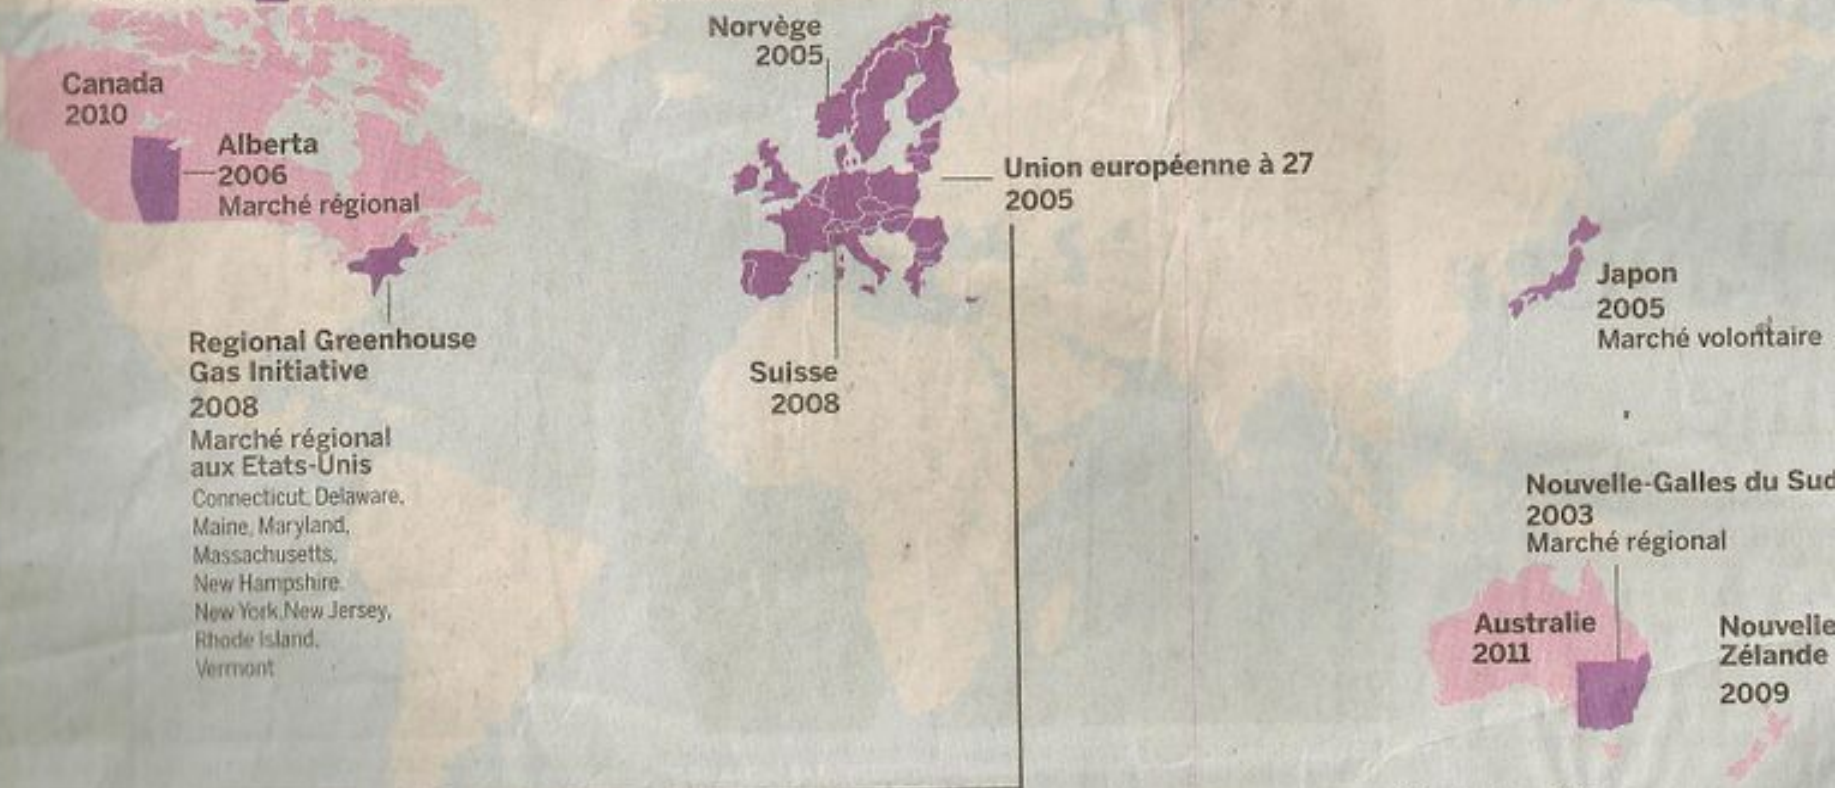 Norvège
2005
Canada
2010
Alberta
2006
Marché régional
Union européenne à 27
2005
Japon
2005
Marché volontaire
Regional Greenhouse
Gas Initiative
2008
Marché régional
aux Etats-Unis
Connecticut, Delaware,
Maine, Maryland,
Massachusetts,
New Hampshire,
New York, New Jersey,
Rhode Island,
Vermont
Suisse
2008
Nouvelle-Galles du Sud
2003
Marché régional
Australie
2011
Nouvelle
Zélande
2009